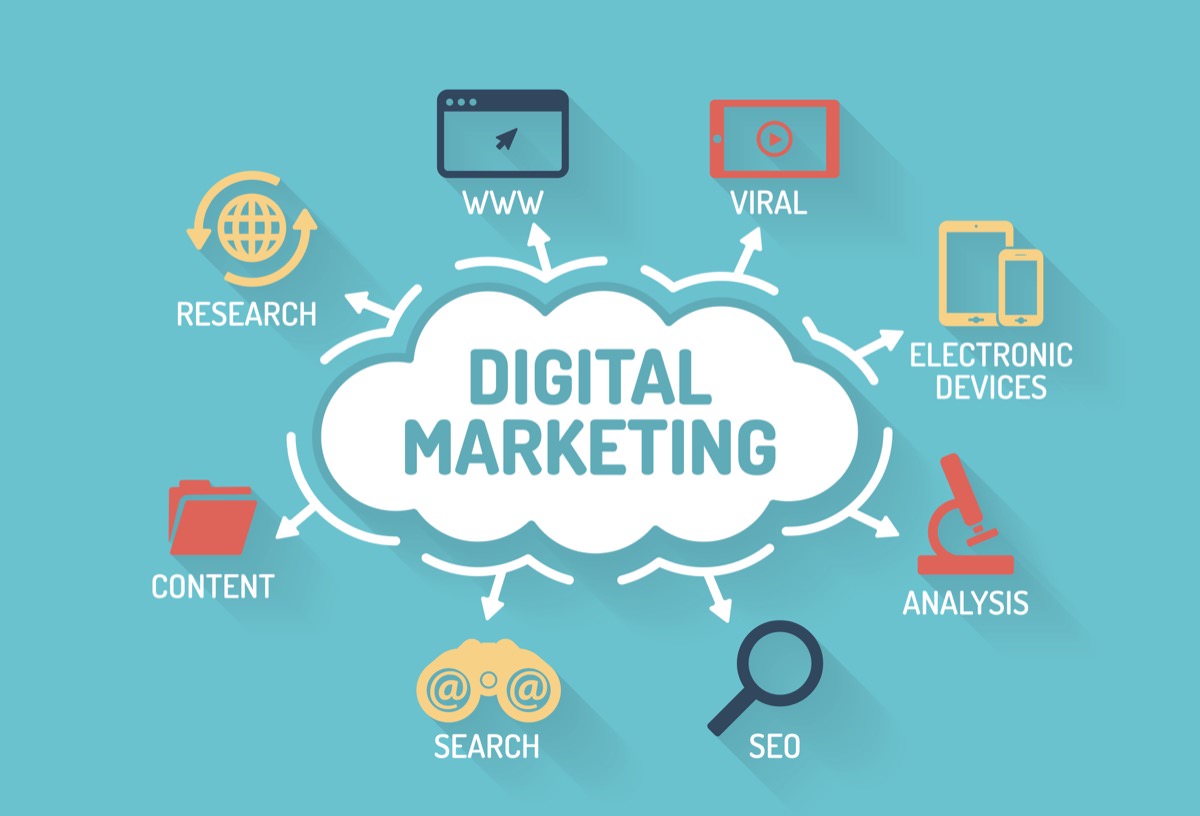 WWW
VIRAL
RESEARCH
ELECTRONIC
DEVICES
DIGITAL
MARKETING
CONTENT
ANALYSIS
@ @
SEARCH
SEO